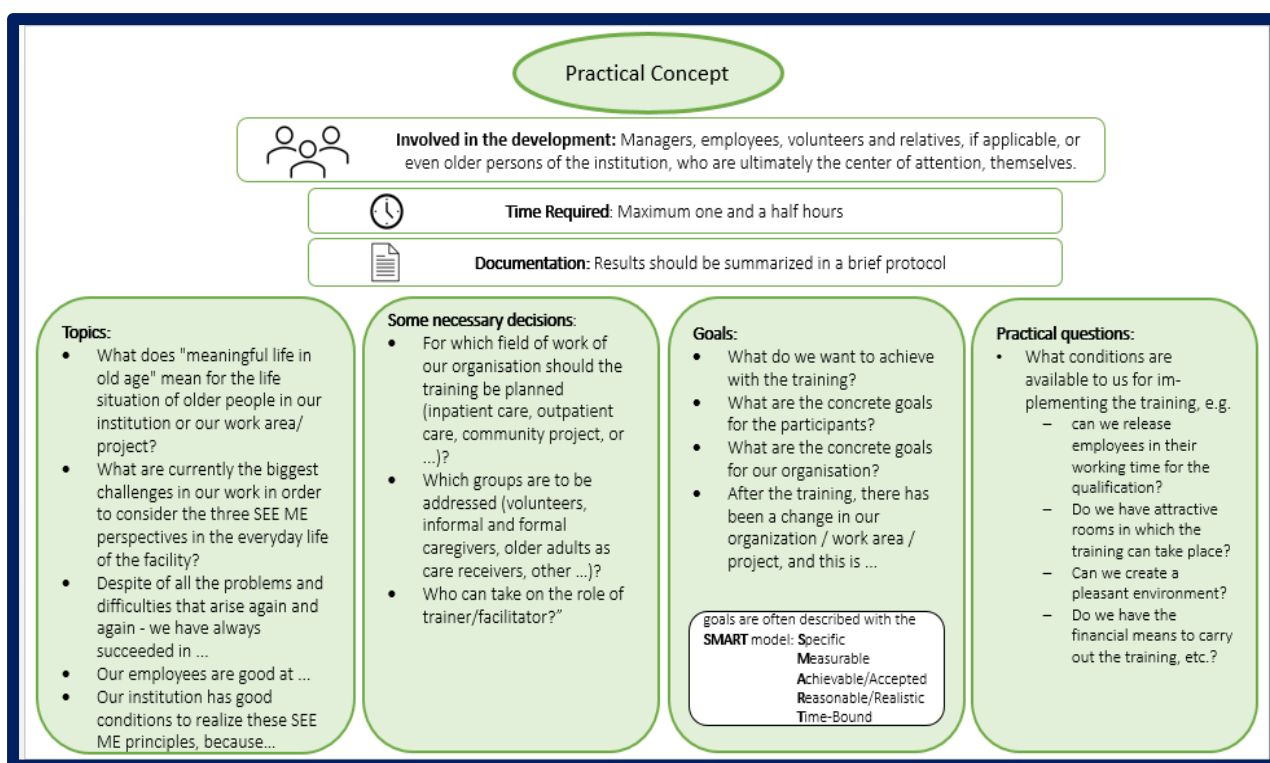 Practical Concept
Involved in the development: Managers, employees, volunteers and relatives, if applicable, or
even older persons of the institution, who are ultimately the center of attention, themselves.
Time Required: Maximum one and a half hours
Documentation: Results should be summarized in a brief protocol
Topics:
• What does "meaningful life in
old age" mean for the life
situation of older people in our
institution or our work area/
project?
• What are currently the biggest
challenges in our work in order
to consider the three SEE ME
perspectives in the everyday life
of the facility?
• Despite of all the problems and
difficulties that arise again and
again - we have always
succeeded in ...
• Our employees are good at ...
• Our institution has good
conditions to realize these SEE
ME principles, because...
Some necessary decisions:
• For which field of work of
our organisation should the
training be planned
(inpatient care, outpatient
care, community project, or
...)?
• Which groups are to be
addressed (volunteers,
informal and formal
caregivers, older adults as
care receivers, other ...)?
• Who can take on the role of
trainer/facilitator?”
Goals:
• What do we want to achieve
with the training?
• What are the concrete goals
for the participants?
• What are the concrete goals
for our organisation?
• After the training, there has
been a change in our
organization / work area /
project, and this is ...
goals are often described with the
SMART model: Specific
Measurable
Achievable/Accepted
Reasonable/Realistic
Time-Bound
Practical questions:
• What conditions are
available to us for im-
plementing the training, e.g.
– can we release
employees in their
working time for the
qualification?
– Do we have attractive
rooms in which the
training can take place?
– Can we create a
pleasant environment?
– Do we have the
financial means to carry
out the training, etc.?